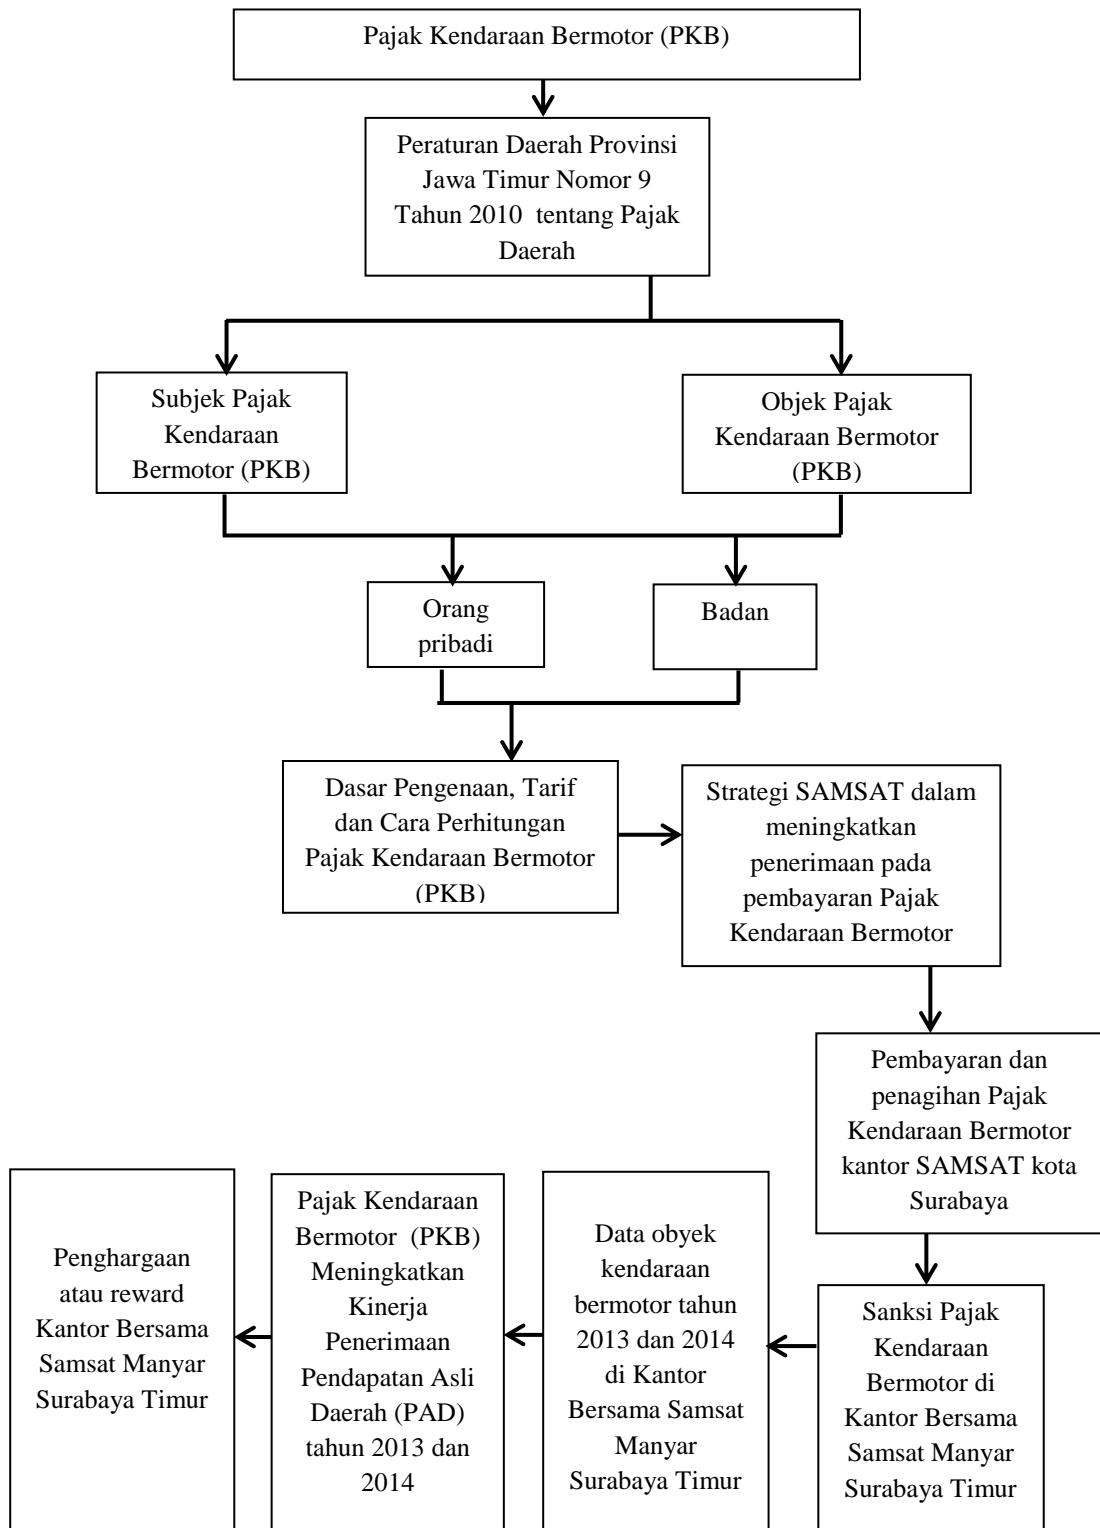 Pajak Kendaraan Bermotor (PKB)
Peraturan Daerah Provinsi
Jawa Timur Nomor 9
Tahun 2010  tentang Pajak
Daerah
Subjek Pajak
Kendaraan
Bermotor (PKB)
Objek Pajak
Kendaraan Bermotor
(PKB)
Orang
pribadi
Badan
Dasar Pengenaan, Tarif
dan Cara Perhitungan
Pajak Kendaraan Bermotor
(PKB)
Strategi SAMSAT dalam
meningkatkan
penerimaan pada
pembayaran Pajak
Kendaraan Bermotor
Pembayaran dan
penagihan Pajak
Kendaraan Bermotor
kantor SAMSAT kota
Surabaya
Sanksi Pajak
Kendaraan
Bermotor di
Kantor Bersama
Samsat Manyar
Surabaya Timur
Data obyek
kendaraan
bermotor tahun
2013 dan 2014
di Kantor
Bersama Samsat
Manyar
Surabaya Timur
Pajak Kendaraan
Bermotor  (PKB)
Meningkatkan
Kinerja
Penerimaan
Pendapatan Asli
Daerah (PAD)
tahun 2013 dan
2014
Penghargaan
atau reward
Kantor Bersama
Samsat Manyar
Surabaya Timur